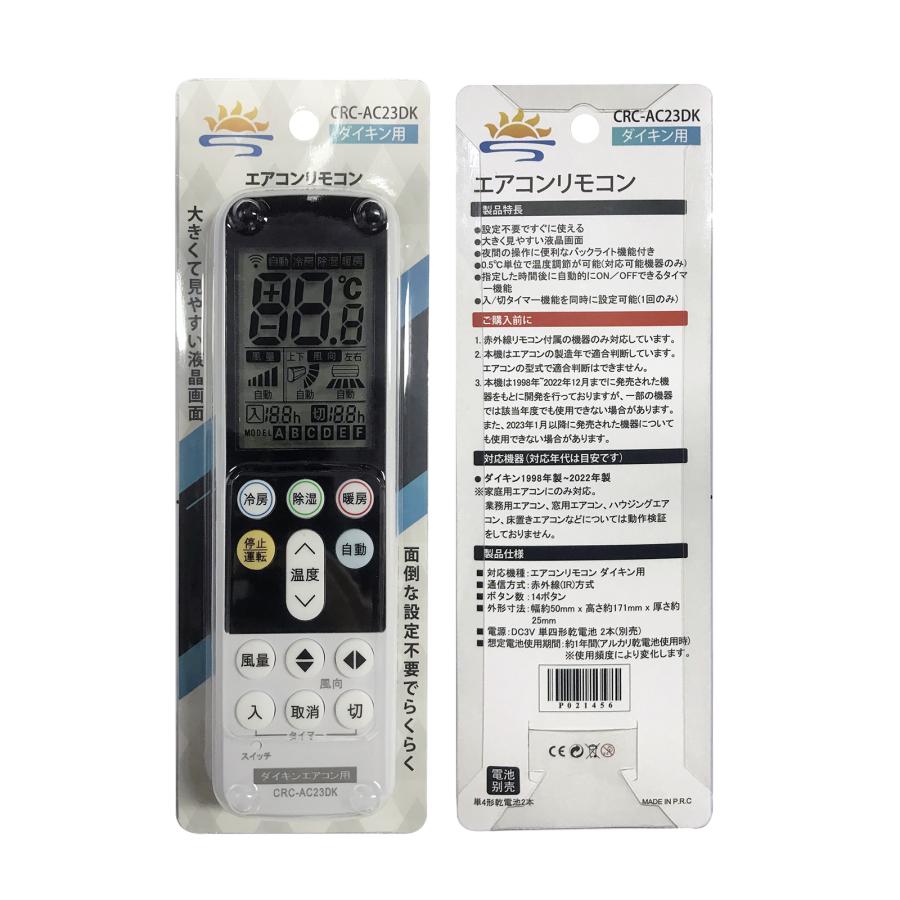 CRC-AC23DK
ダイキン用
エアコンリモコン
大きくて見やすい液晶画面
自動 冷房 除湿 暖房
+88.8℃
風量 上下 風向 左右
自動 自動 自動
入188h 切188h
MODEL A B C D E F
冷房 除湿 暖房
停止
運転
温度
自動
風量
風向
入 取消 切
タイマー
スイッチ
ダイキンエアコン用
CRC-AC23DK
面倒な設定不要でらくらく
CRC-AC23DK
ダイキン用
エアコンリモコン
製品特長
●設定不要ですぐに使える
●大きく見やすい液晶画面
●夜間の操作に便利なバックライト機能付き
●0.5℃単位で温度調節が可能(対応可能機器のみ)
●指定した時間後に自動的にON/OFFできるタイマ
ー機能
●入/切タイマー機能を同時に設定可能(1回のみ)
ご購入前に
1. 赤外線リモコン付属の機器のみ対応しています。
2. 本機はエアコンの製造年で適合判断しています。
エアコンの型式で適合判断はできません。
3. 本機は1998年~2022年12月までに発売された機
器をもとに開発を行っておりますが、一部の機器
では該当年度でも使用できない場合があります。
また、2023年1月以降に発売された機器について
も使用できない場合があります。
対応機器(対応年代は目安です)
● ダイキン1998年製~2022年製
※家庭用エアコンにのみ対応。
業務用エアコン、窓用エアコン、ハウジングエア
コン、床置きエアコンなどについては動作検証
をしておりません。
製品仕様
■ 対応機種:エアコンリモコン ダイキン用
■ 通信方式:赤外線(IR)方式
■ ボタン数:14ボタン
■ 外形寸法:幅約50mm x 高さ約171mm x 厚さ約
25mm
■ 電源:DC3V 単四形乾電池 2本(別売)
■ 想定電池使用期間:約1年間(アルカリ乾電池使用時)
※使用頻度により変化します。
P021456
CE
電池
別売
単4形乾電池2本
MADE IN P.R.C